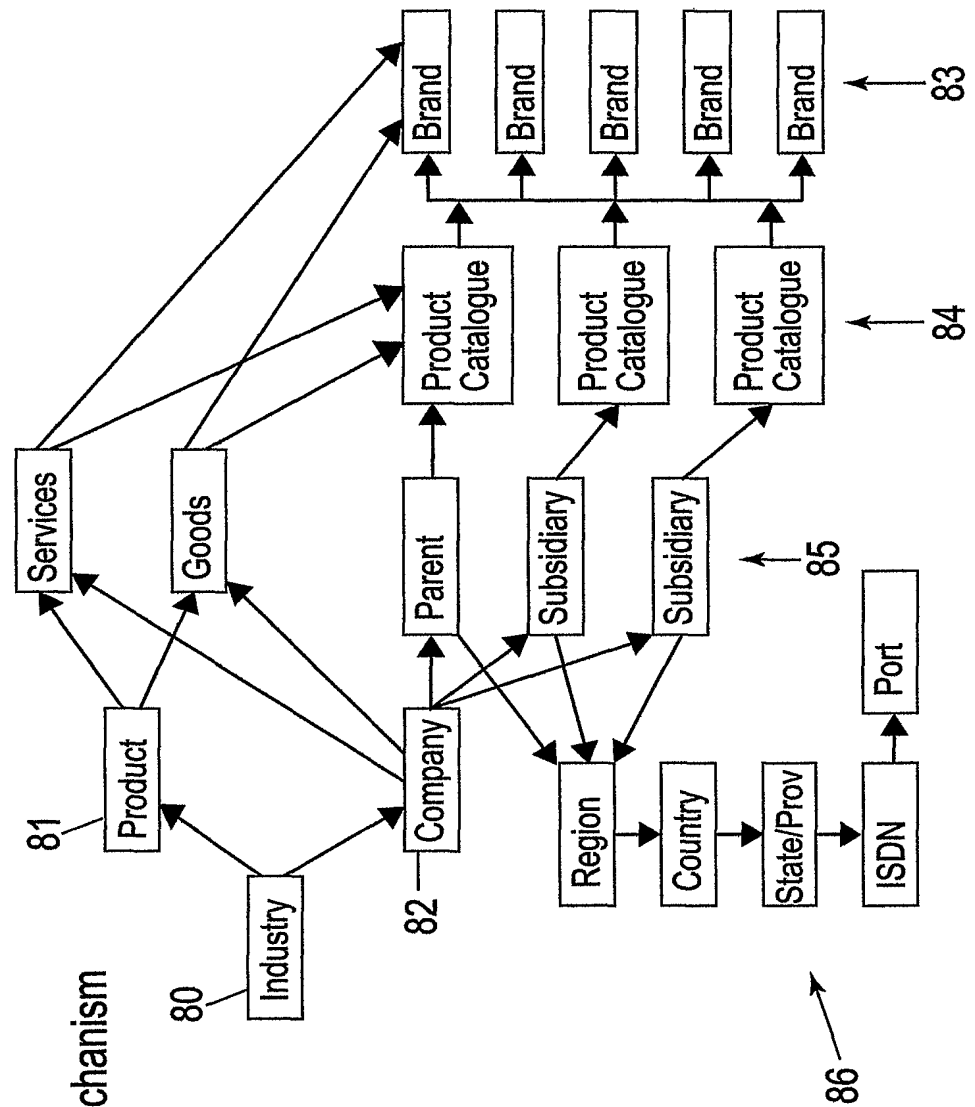 chanism
80
Industry
81
Product
82
Company
Services
Goods
Parent
Subsidiary
Subsidiary
85
Product
Catalogue
Product
Catalogue
Product
Catalogue
84
Brand
Brand
Brand
Brand
Brand
83
Region
Country
State/Prov
ISDN
Port
86